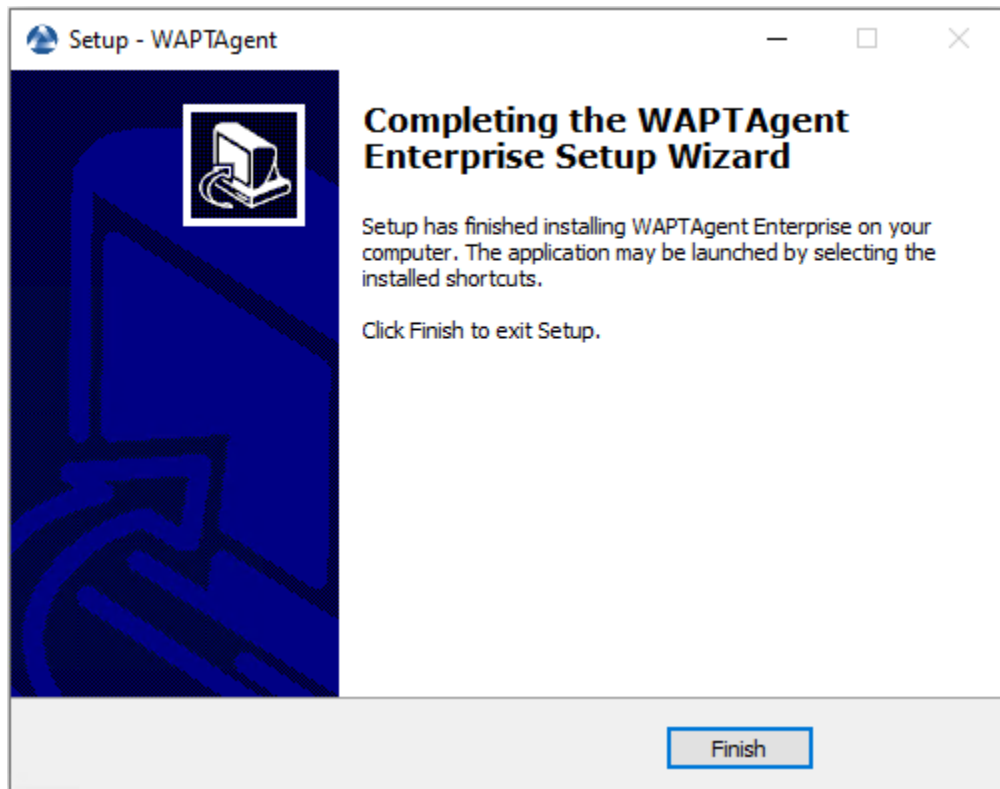 Setup - WAPTAgent
Completing the WAPTAgent
Enterprise Setup Wizard
Setup has finished installing WAPTAgent Enterprise on your
computer. The application may be launched by selecting the
installed shortcuts.
Click Finish to exit Setup.
Finish